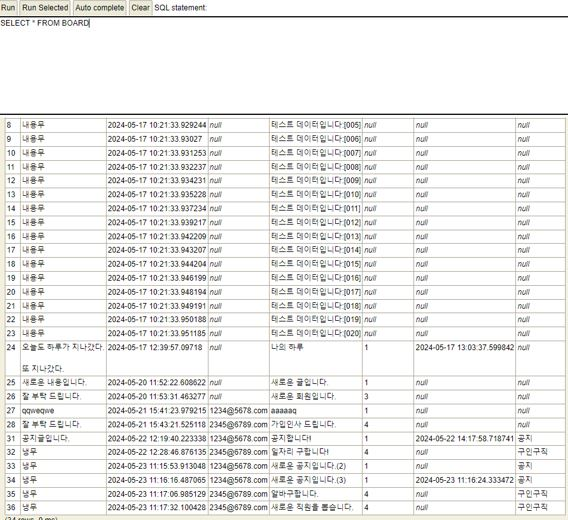 Run Run Selected Auto complete Clear SQL statement:
SELECT * FROM BOARD
8 내용무 2024-05-17 10:21:33.929244 null 테스트 데이터입니다:[005] null null null
9 내용무 2024-05-17 10:21:33.93027 null 테스트 데이터입니다:[006] null null null
10 내용무 2024-05-17 10:21:33.931253 null 테스트 데이터입니다:[007] null null null
11 내용무 2024-05-17 10:21:33.932237 null 테스트 데이터입니다:[008] null null null
12 내용무 2024-05-17 10:21:33.934231 null 테스트 데이터입니다:[009] null null null
13 내용무 2024-05-17 10:21:33.935228 null 테스트 데이터입니다:[010] null null null
14 내용무 2024-05-17 10:21:33.937234 null 테스트 데이터입니다:[011] null null null
15 내용무 2024-05-17 10:21:33.939217 null 테스트 데이터입니다:[012] null null null
16 내용무 2024-05-17 10:21:33.942209 null 테스트 데이터입니다:[013] null null null
17 내용무 2024-05-17 10:21:33.943207 null 테스트 데이터입니다:[014] null null null
18 내용무 2024-05-17 10:21:33.944204 null 테스트 데이터입니다:[015] null null null
19 내용무 2024-05-17 10:21:33.946199 null 테스트 데이터입니다:[016] null null null
20 내용무 2024-05-17 10:21:33.948194 null 테스트 데이터입니다:[017] null null null
21 내용무 2024-05-17 10:21:33.949191 null 테스트 데이터입니다:[018] null null null
22 내용무 2024-05-17 10:21:33.950188 null 테스트 데이터입니다:[019] null null null
23 내용무 2024-05-17 10:21:33.951185 null 테스트 데이터입니다:[020] null null null
24 오늘도 하루가 지나갔다. 2024-05-17 12:39:57.09718 null 나의 하루 1 2024-05-17 13:03:37.599842 null
또 지나갔다.
25 새로운 내용입니다. 2024-05-20 11:52:22.608622 null 새로운 글입니다. 1 null null
26 잘 부탁 드립니다. 2024-05-20 11:53:31.463277 null 새로운 회원입니다. 3 null null
27 qqweqwe 2024-05-21 15:41:23.979215 1234@5678.com aaaaaq 1 null null
28 잘 부탁 드립니다. 2024-05-21 15:43:21.525118 2345@6789.com 가입인사 드립니다. 4 null null
31 공지글입니다. 2024-05-22 12:19:40.223338 1234@5678.com 공지합니다! 1 2024-05-22 14:17:58.718741 공지
32 냉무 2024-05-22 12:28:46.876135 2345@6789.com 일자리 구합니다! 4 null 구인구직
33 냉무 2024-05-23 11:15:53.913048 1234@5678.com 새로운 공지입니다.(2) 1 null 공지
34 냉무 2024-05-23 11:16:16.487065 1234@5678.com 새로운 공지입니다.(3) 1 2024-05-23 11:16:24.333472 공지
35 냉무 2024-05-23 11:17:06.985129 2345@6789.com 알바구합니다. 4 null 구인구직
36 냉무 2024-05-23 11:17:32.100428 2345@6789.com 새로운 직원을 뽑습니다. 4 null 구인구직